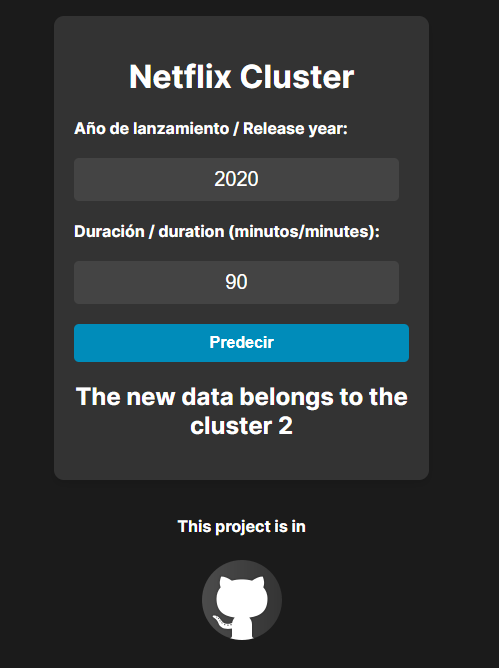 Netflix Cluster
Año de lanzamiento / Release year:
2020
Duración / duration (minutos/minutes):
90
Predecir
The new data belongs to the
cluster 2
This project is in